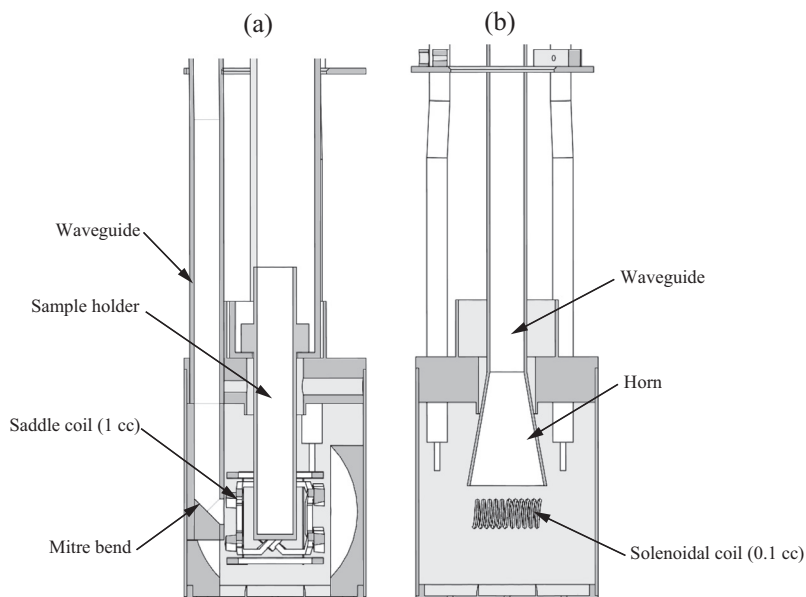 (a)
(b)
Waveguide
Sample holder
Saddle coil (1 cc)
Mitre bend
Waveguide
Horn
Solenoidal coil (0.1 cc)